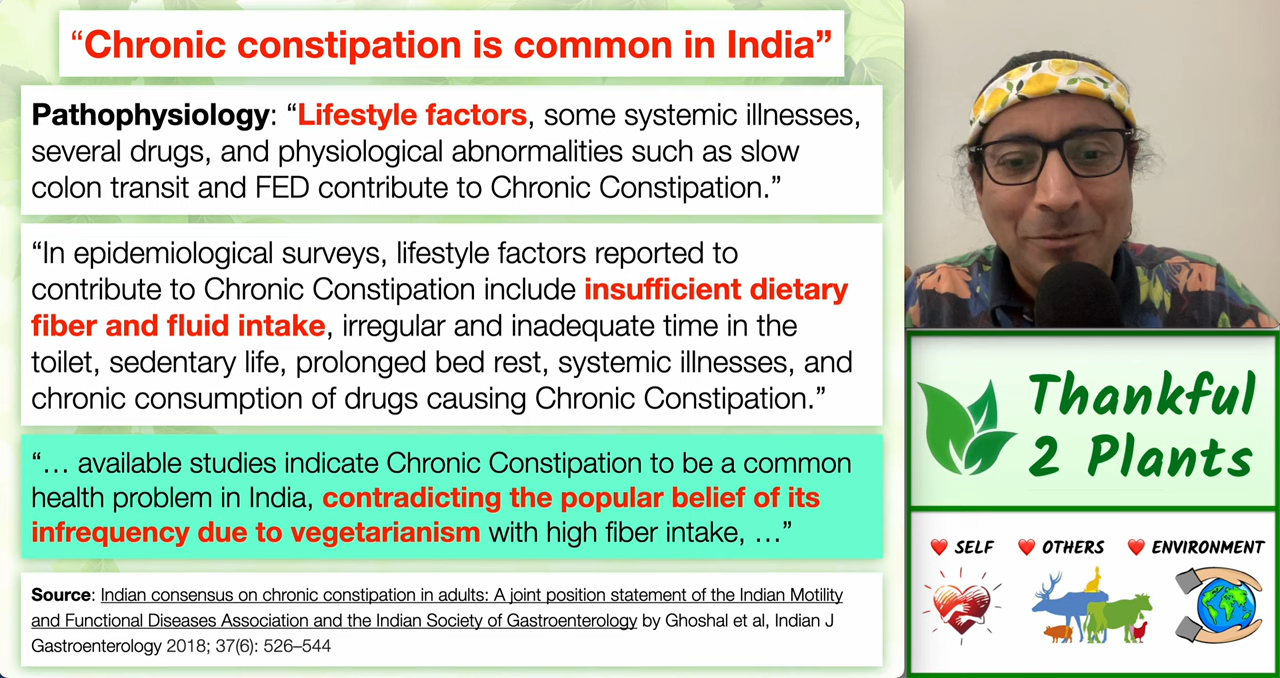 “Chronic constipation is common in India”
Pathophysiology: “Lifestyle factors, some systemic illnesses,
several drugs, and physiological abnormalities such as slow
colon transit and FED contribute to Chronic Constipation.”
“In epidemiological surveys, lifestyle factors reported to
contribute to Chronic Constipation include insufficient dietary
fiber and fluid intake, irregular and inadequate time in the
toilet, sedentary life, prolonged bed rest, systemic illnesses, and
chronic consumption of drugs causing Chronic Constipation.”
“… available studies indicate Chronic Constipation to be a common
health problem in India, contradicting the popular belief of its
infrequency due to vegetarianism with high fiber intake, …”
Source: Indian consensus on chronic constipation in adults: A joint position statement of the Indian Motility
and Functional Diseases Association and the Indian Society of Gastroenterology by Ghoshal et al, Indian J
Gastroenterology 2018; 37(6): 526–544
Thankful
2 Plants
SELF
OTHERS
ENVIRONMENT